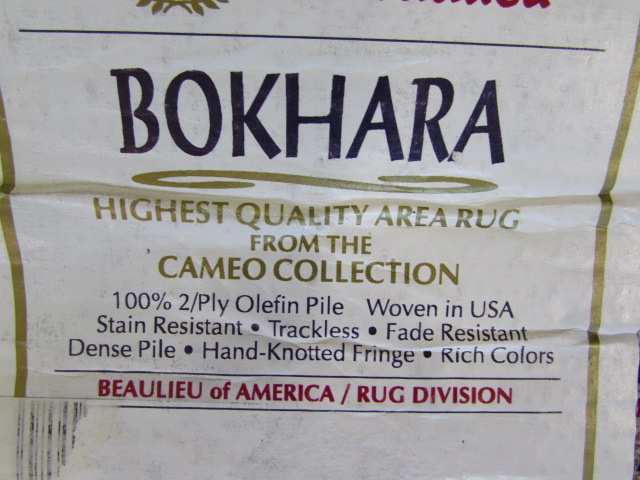 BOKHARA
HIGHEST QUALITY AREA RUG
FROM THE
CAMEO COLLECTION
100% 2/Ply Olefin Pile Woven in USA
Stain Resistant • Trackless • Fade Resistant
Dense Pile • Hand-Knotted Fringe • Rich Colors
BEAULIEU of AMERICA / RUG DIVISION